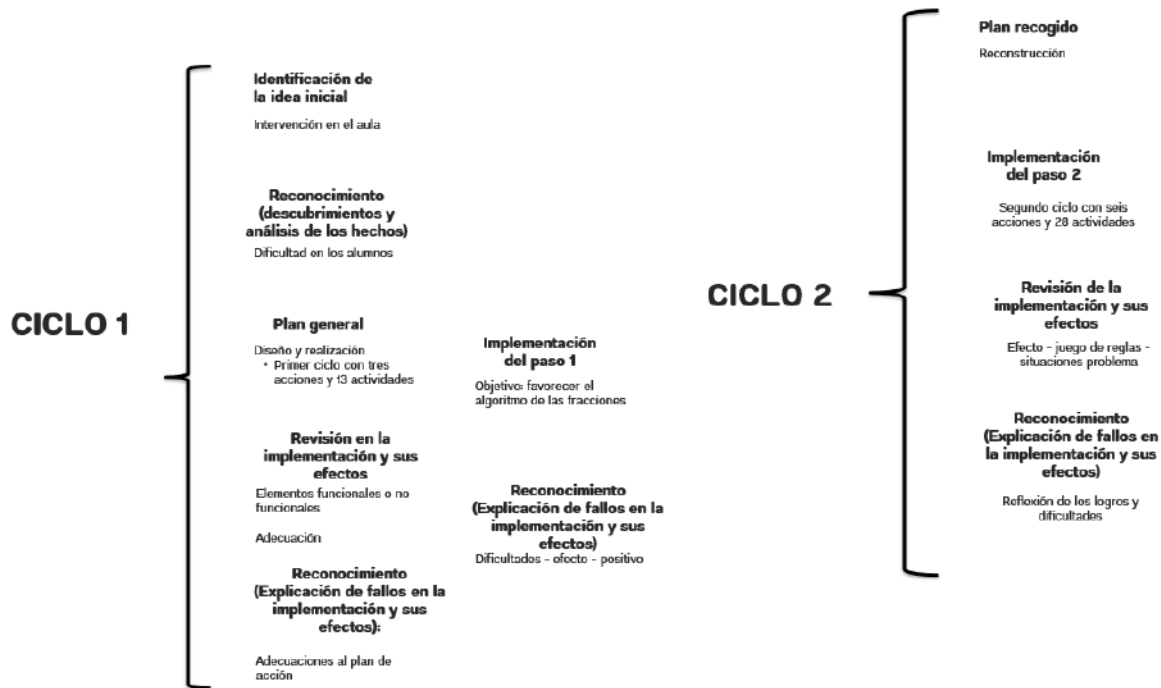 CICLO 1
Identificación de
la idea inicial
Intervención en el aula
Reconocimiento
(descubrimientos y
análisis de los hechos)
Dificultad en los alumnos
Plan general
Diseño y realización
• Primer ciclo con tres
acciones y 13 actividades
Revisión en la
implementación y sus
efectos
Elementos funcionales o no
funcionales
Adecuación
Reconocimiento
(Explicación de fallos en la
implementación y sus
efectos):
Adecuaciones al plan de
acción
Implementación
del paso 1
Objetivo: favorecer el
algoritmo de las fracciones
Reconocimiento
(Explicación de fallos en la
implementación y sus
efectos)
Dificultades - efecto - positivo
CICLO 2
Plan recogido
Reconstrucción
Implementación
del paso 2
Segundo ciclo con seis
acciones y 28 actividades
Revisión de la
implementación y sus
efectos
Efecto - juego de reglas -
situaciones problema
Reconocimiento
(Explicación de fallos en
la implementación y sus
efectos)
Reflexión de los logros y
dificultades